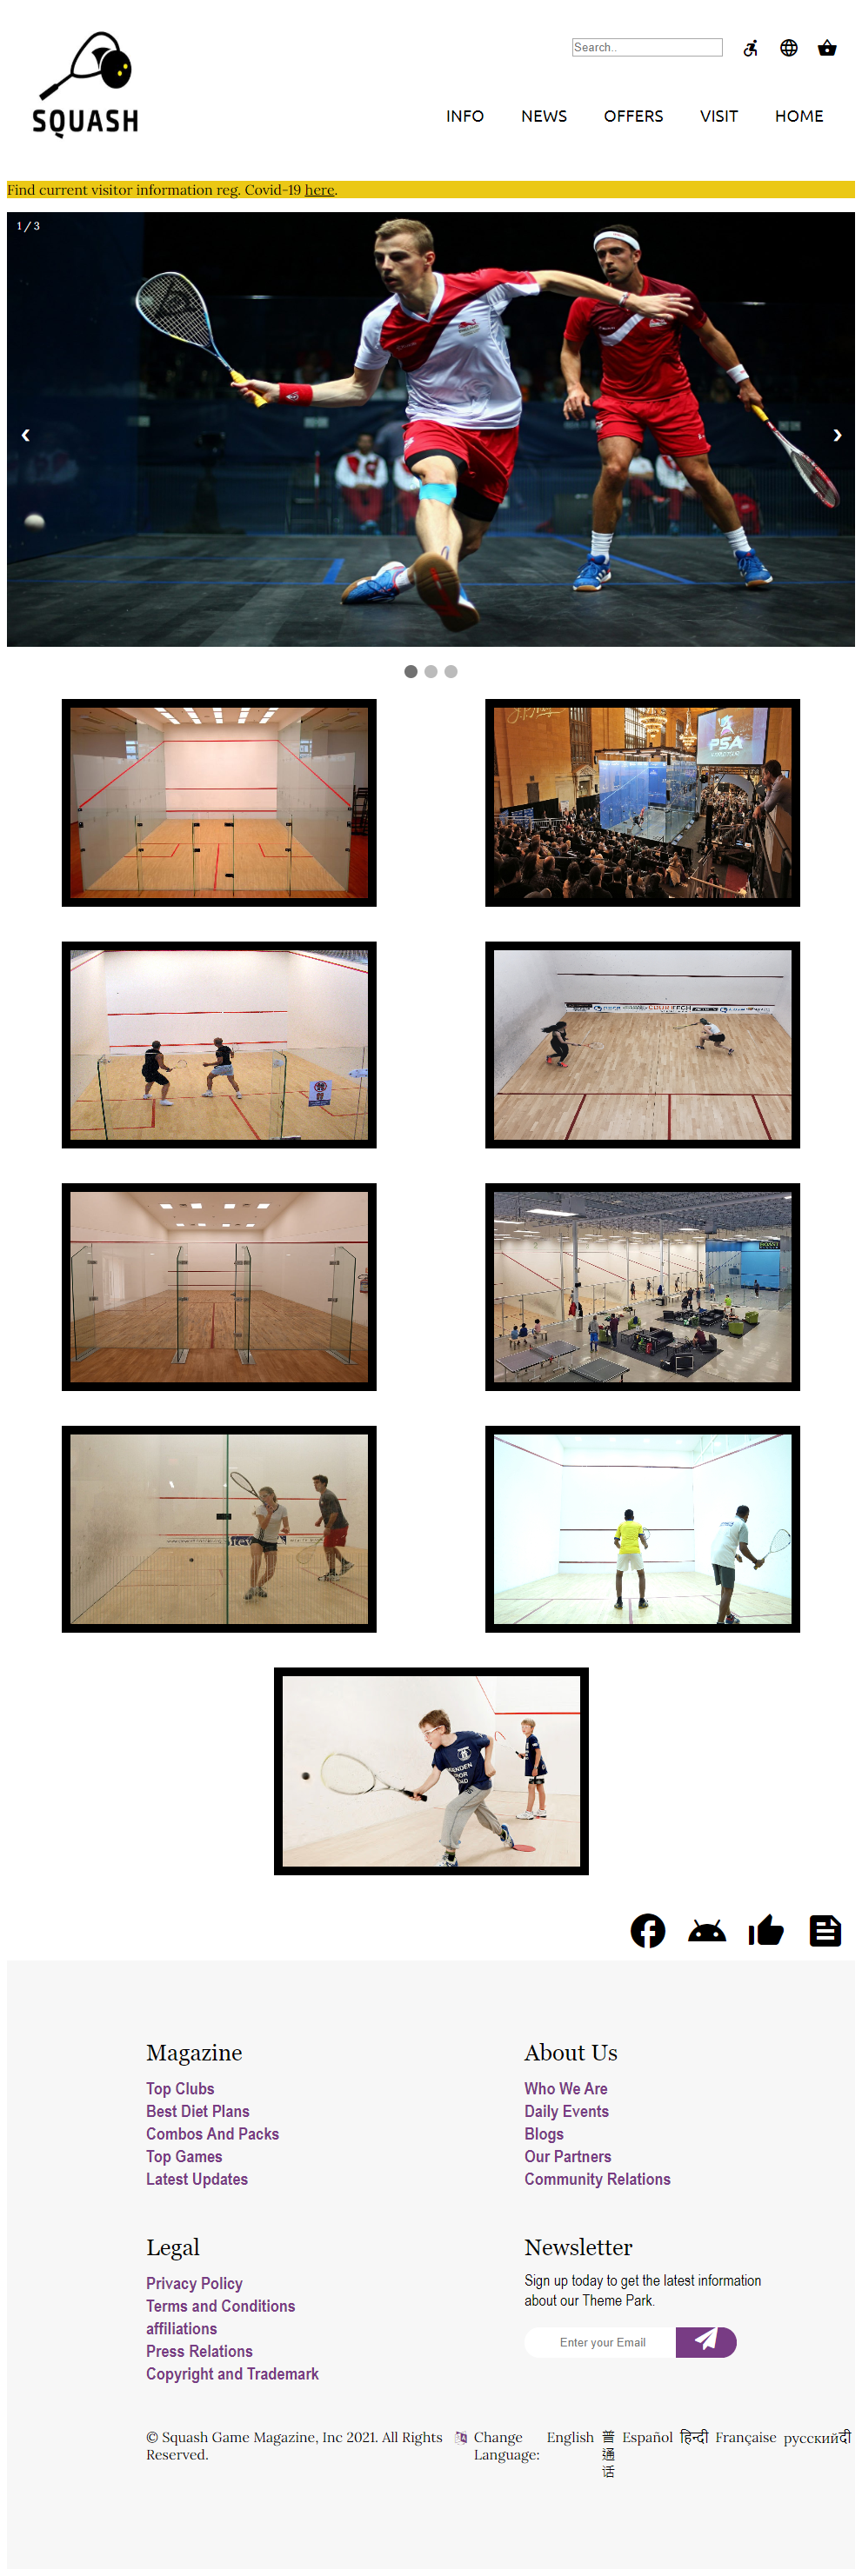 Search..
SQUASH
INFO NEWS OFFERS VISIT HOME
Find current visitor information reg. Covid-19 here.
1 / 3
‹ ›
PSA
Magazine
Top Clubs
Best Diet Plans
Combos And Packs
Top Games
Latest Updates
About Us
Who We Are
Daily Events
Blogs
Our Partners
Community Relations
Legal
Privacy Policy
Terms and Conditions
affiliations
Press Relations
Copyright and Trademark
Newsletter
Sign up today to get the latest information
about our Theme Park.
Enter your Email
© Squash Game Magazine, Inc 2021. All Rights
Reserved.
Change
Language:
English
普
通
话
Español
हिन्दी
Française
русский
दी